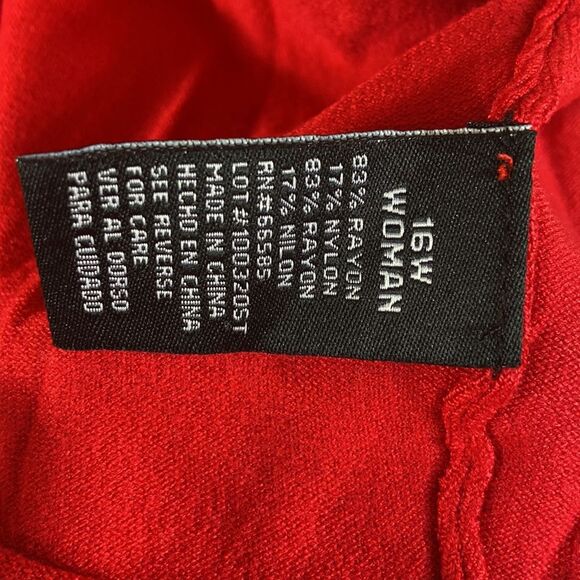 16W
WOMAN
83% RAYON
17% NYLON
83% RAYON
17% NILON
RN#66585
LOT #1003205T
MADE IN CHINA
HECHO EN CHINA
SEE REVERSE
FOR CARE
VER AL DORSO
PARA CUIDADO